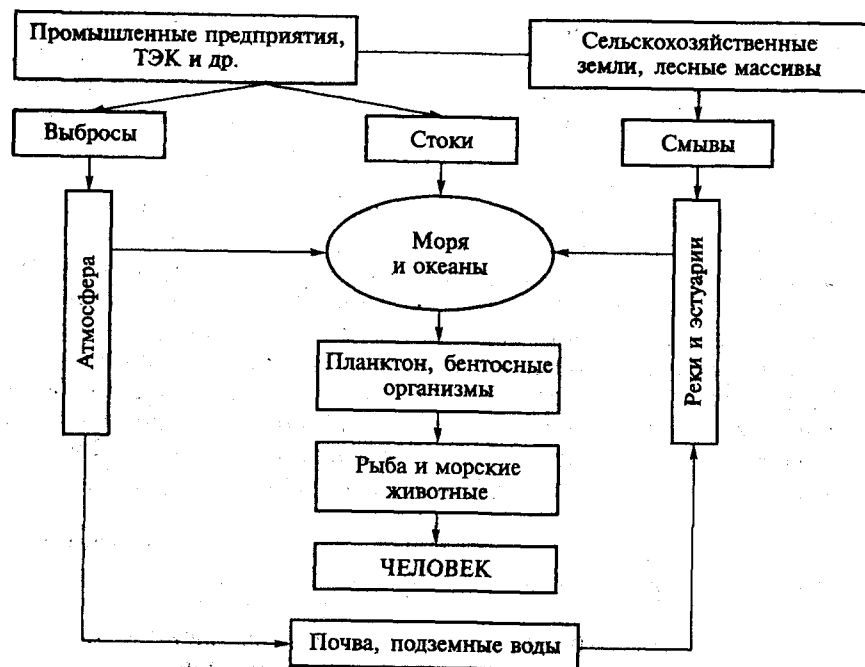 Промышленные предприятия,
ТЭК и др.
Сельскохозяйственные
земли, лесные массивы
Выбросы
Стоки
Смывы
Атмосфера
Моря
и океаны
Реки и эстуарии
Планктон, бентосные
организмы
Рыба и морские
животные
ЧЕЛОВЕК
Почва, подземные воды